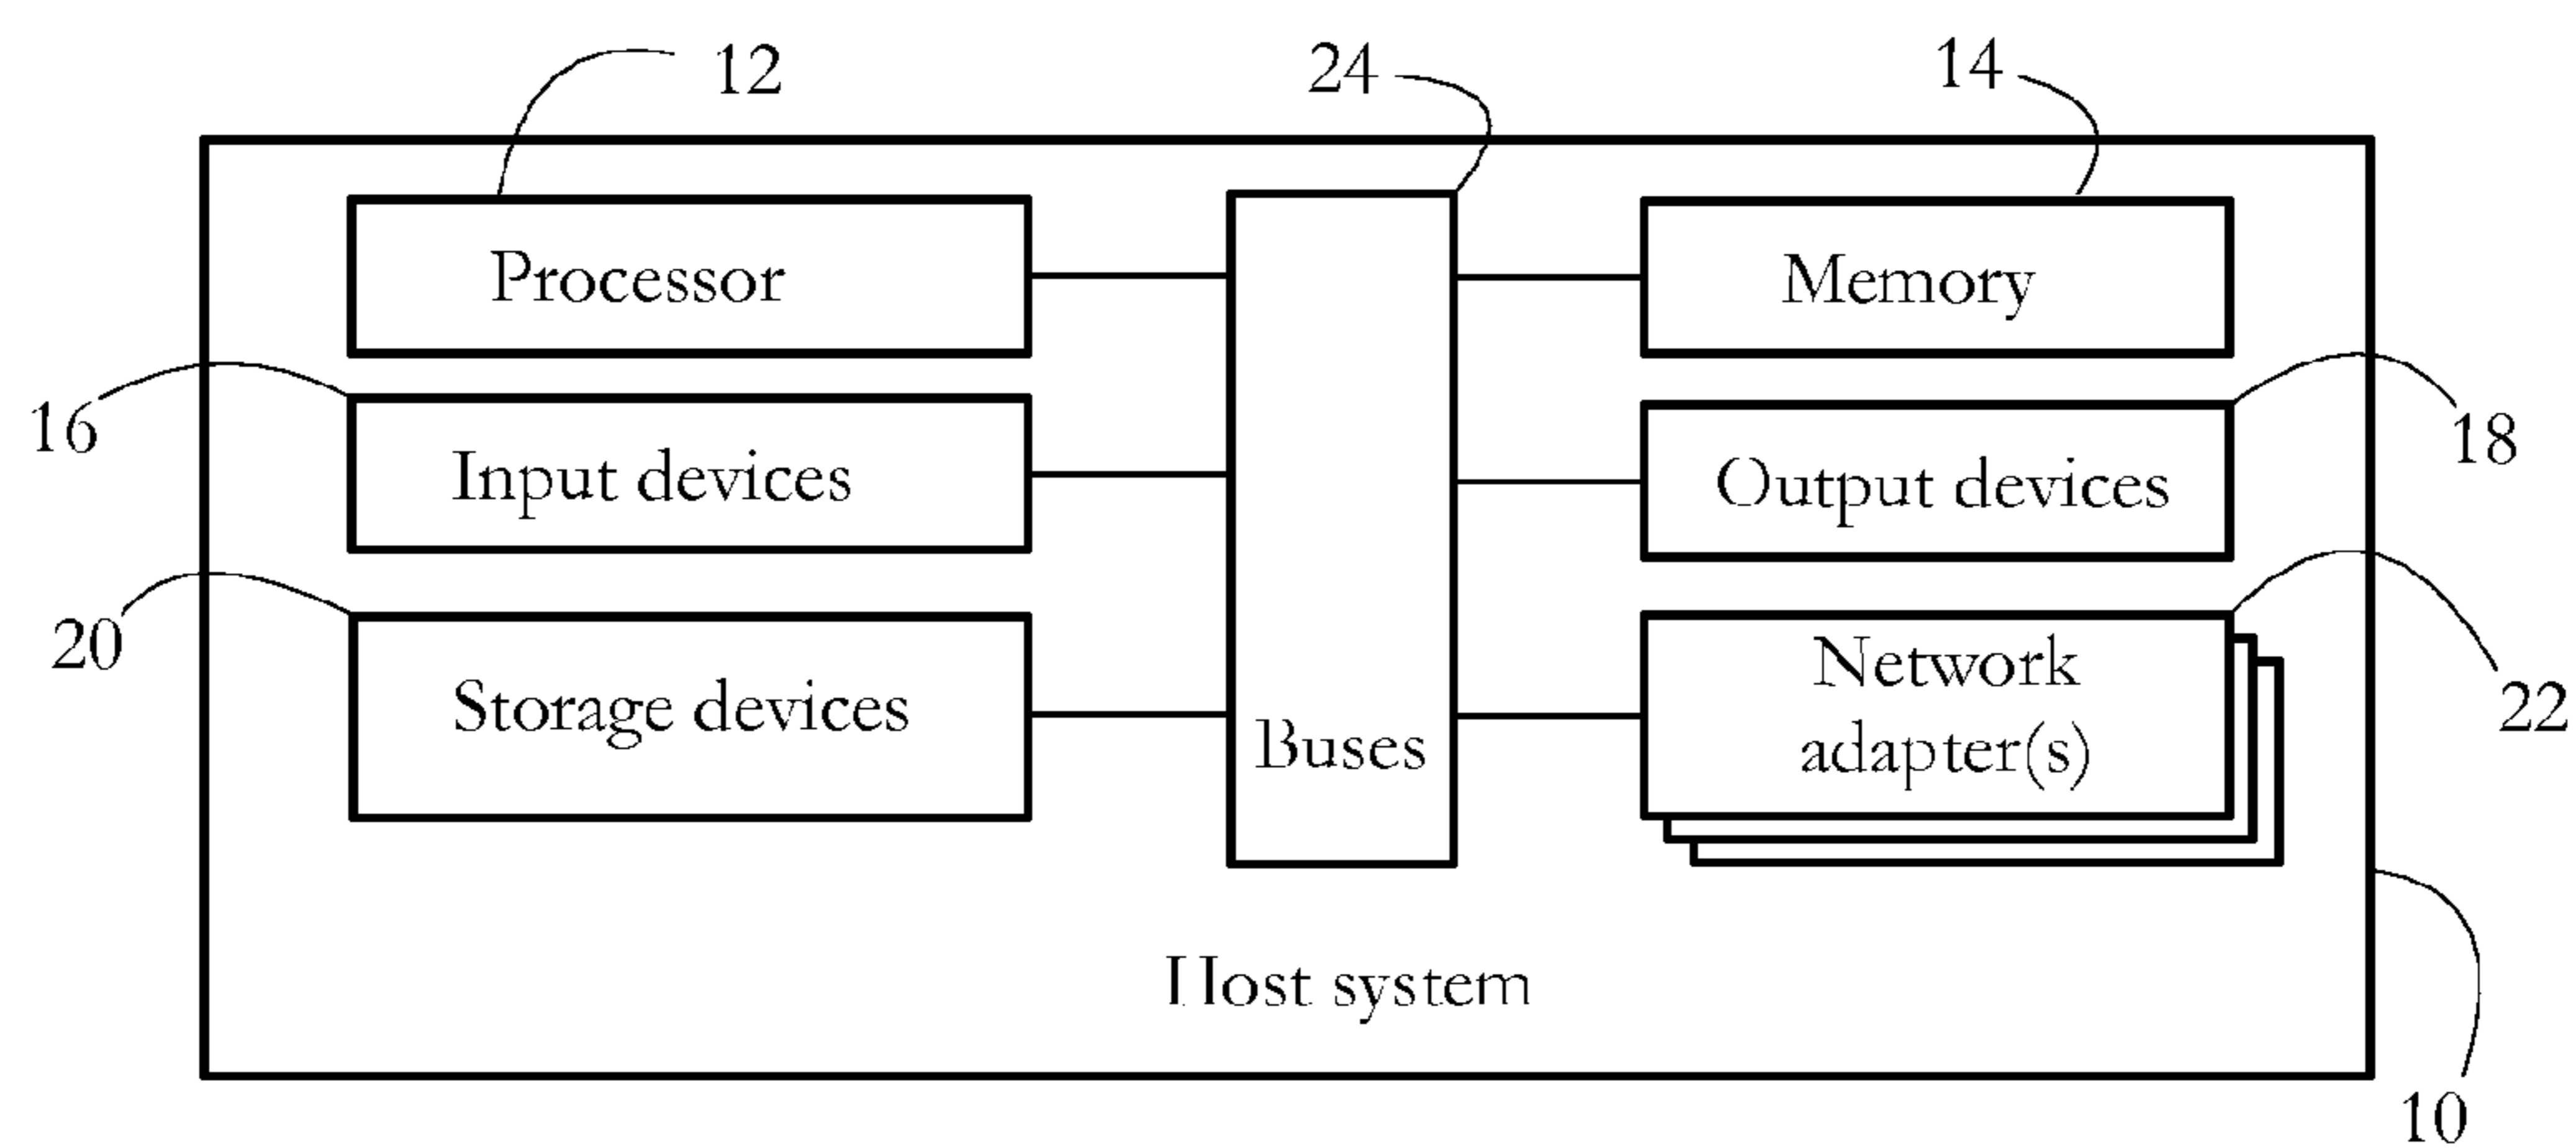 12
24
14
Processor
Memory
16
Input devices
Output devices
18
20
Storage devices
Buses
Network
adapter(s)
22
Host system
10